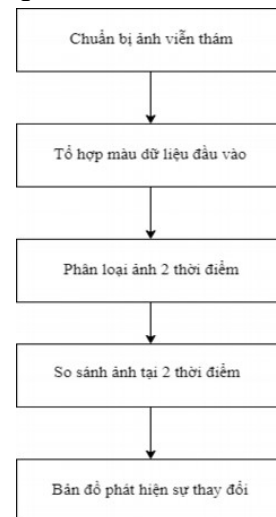 Chuẩn bị ảnh viễn thám
Tổ hợp màu dữ liệu đầu vào
Phân loại ảnh 2 thời điểm
So sánh ảnh tại 2 thời điểm
Bản đồ phát hiện sự thay đổi